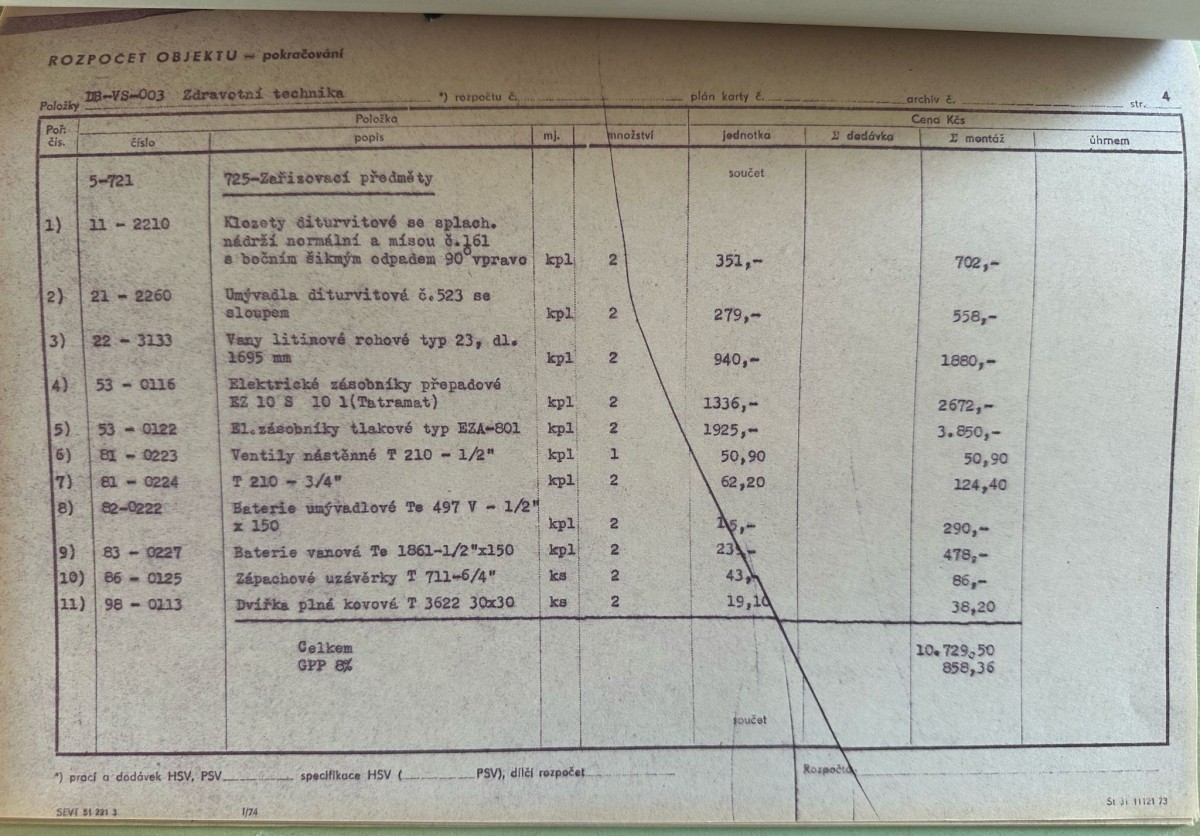 ROZPOČET OBJEKTU — pokračování
Položky DB-VS-003 Zdravotní technika *) rozpočtu č. plán karty č. archiv č. str. 4
Položka Cena Kčs
Poř. čís. číslo popis mj. množství jednotka Σ dodávka Σ montáž úhrnem
5-721 725-Zařizovací předměty součet
1) 11 - 2210 Klozety diturvitové se splach.
nádrží normální a mísou č.161
s bočním šikmým odpadem 90° vpravo kpl 2 351,- 702,-
2) 21 - 2260 Umývadla diturvitová č.523 se
sloupem kpl 2 279,- 558,-
3) 22 - 3133 Vany litinové rohové typ 23, dl.
1695 mm kpl 2 940,- 1880,-
4) 53 - 0116 Elektrické zásobníky přepadové
EZ 10 S 10 l(Tatramat) kpl 2 1336,- 2672,-
5) 53 - 0122 El.zásobníky tlakové typ EZA-801 kpl 2 1925,- 3.850,-
6) 81 - 0223 Ventily nástěnné T 210 - 1/2" kpl 1 50,90 50,90
7) 81 - 0224 T 210 - 3/4" kpl 2 62,20 124,40
8) 82-0222 Baterie umývadlové Te 497 V - 1/2"
x 150 kpl 2 290,-
9) 83 - 0227 Baterie vanová Te 1861-1/2"x150 kpl 2 478,-
10) 86 - 0125 Zápachové uzávěrky T 711-6/4" ks 2 43,- 86,-
11) 98 - 0113 Dvířka plná kovová T 3622 30x30 ks 2 19,10 38,20
Celkem 10.729,50
GPP 8% 858,36
součet
*) prací a dodávek HSV, PSV specifikace HSV ( PSV), dílčí rozpočet Rozpočto.
SEVT 51 221 3 I/74 St 31 11121 73